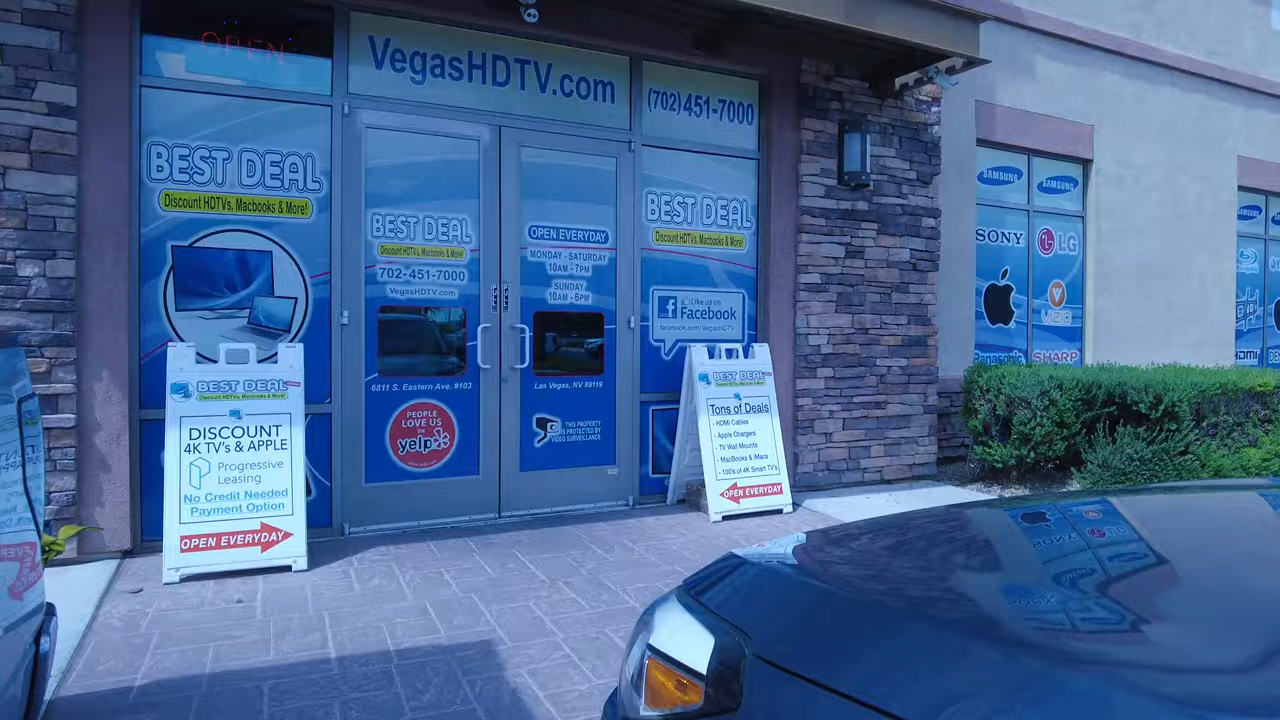 OPEN
VegasHDTV.com
(702) 451-7000
BEST DEAL
Discount HDTVs, Macbooks & More!
BEST DEAL
Discount HDTVs, Macbooks & More!
702-451-7000
VegasHDTV.com
6811 S. Eastern Ave. #103
PEOPLE
LOVE US
ON
yelp
OPEN EVERYDAY
MONDAY - SATURDAY
10AM - 7PM
SUNDAY
10AM - 6PM
Las Vegas, NV 89119
THIS PROPERTY
IS PROTECTED BY
VIDEO SURVEILLANCE
BEST DEAL
Discount HDTVs, Macbooks & More!
Like us on
Facebook
facebook.com/VegasHDTV
BEST DEAL
Discount HDTVs, Macbooks & More!
DISCOUNT
4K TV's & APPLE
Progressive
Leasing
No Credit Needed
Payment Option
OPEN EVERYDAY
BEST DEAL
Discount HDTVs, Macbooks & More!
Tons of Deals
- HDMI Cables
- Apple Chargers
- TV Wall Mounts
- MacBooks & iMacs
- 100's of 4K Smart TV's
OPEN EVERYDAY
SAMSUNG
SAMSUNG
SONY
LG
VIZIO
Panasonic
SHARP
SAMSUNG
HDMI